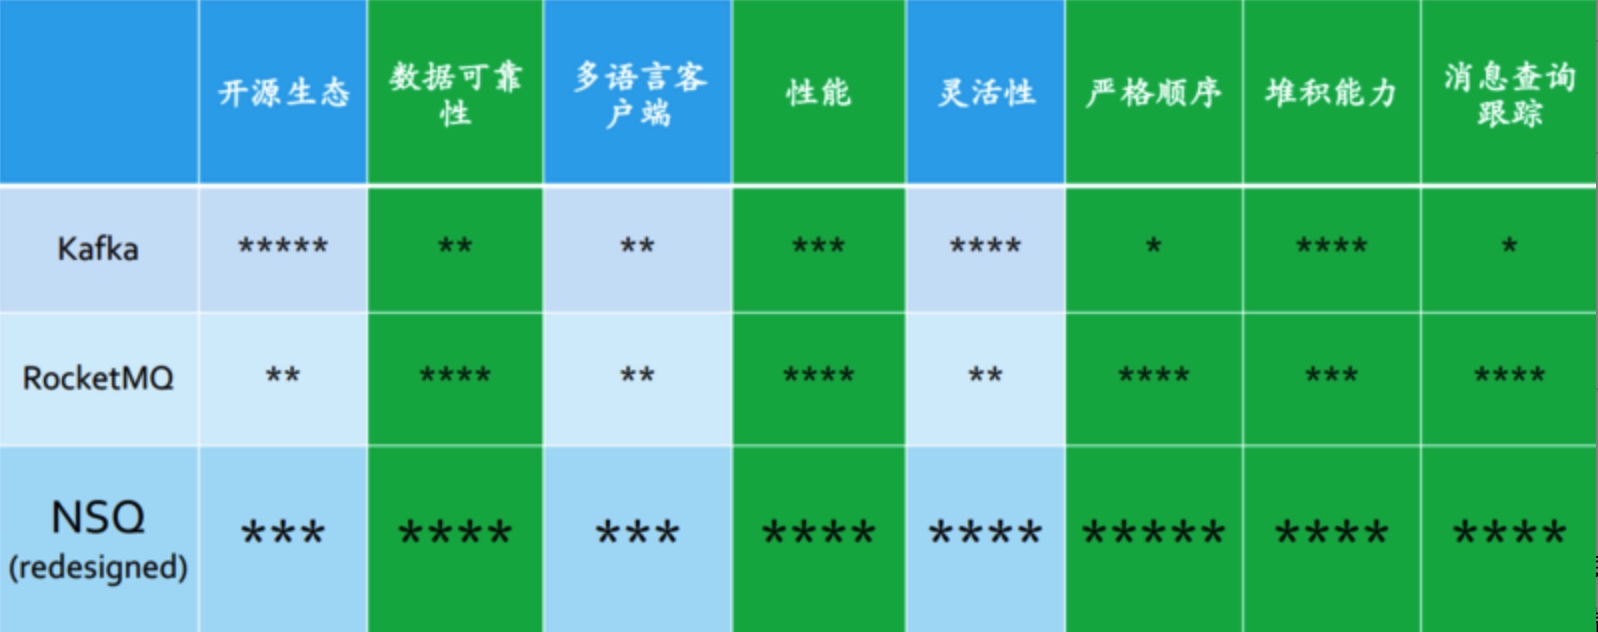 开源生态
数据可靠
性
多语言客
户端
性能
灵活性
严格顺序
堆积能力
消息查询
跟踪
Kafka
*****
**
**
***
****
*
****
*
RocketMQ
**
****
**
****
**
****
***
****
NSQ
(redesigned)
***
****
***
****
****
*****
****
****